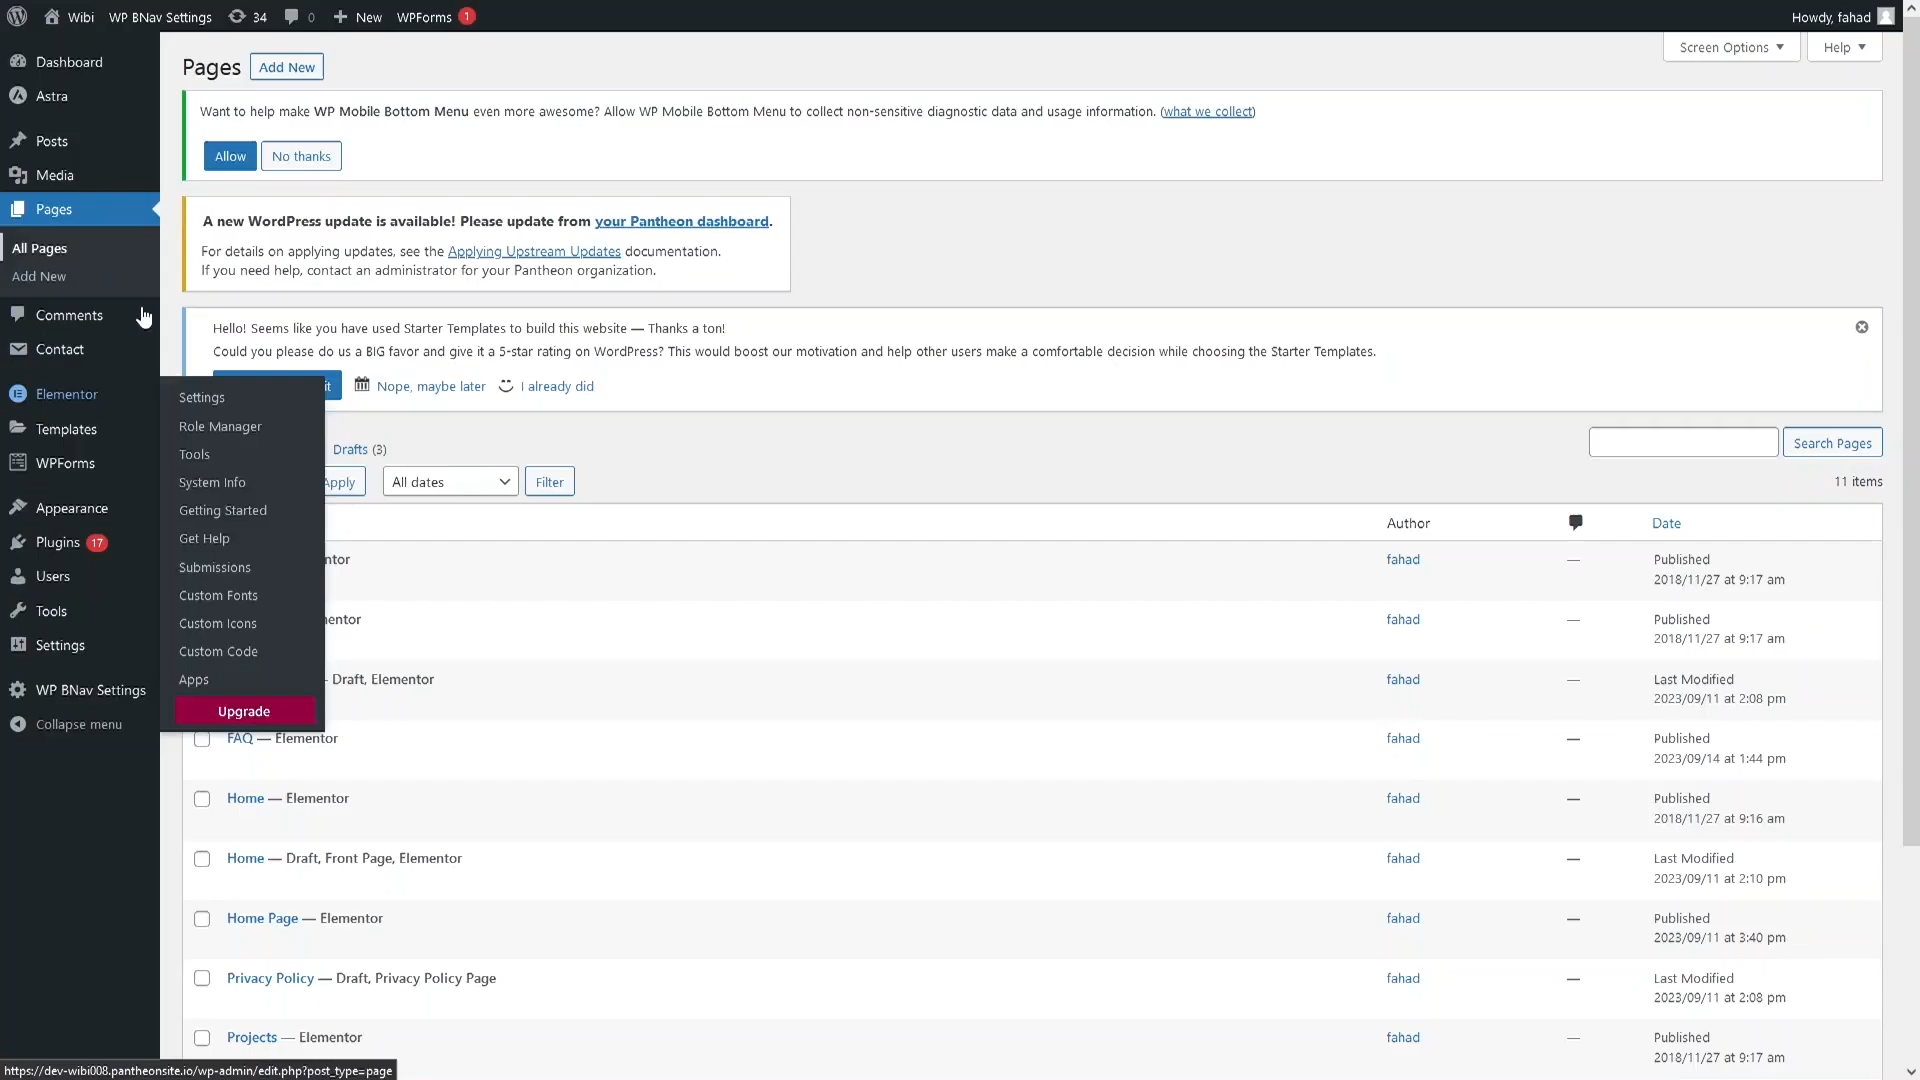 Wibi WP BNav Settings 34 0 New WPForms 1 Howdy, fahad
Dashboard
Astra
Posts
Media
Pages
All Pages
Add New
Comments
Contact
Elementor
Templates
WPForms
Appearance
Plugins 17
Users
Tools
Settings
WP BNav Settings
Collapse menu
Settings
Role Manager
Tools
System Info
Getting Started
Get Help
Submissions
Custom Fonts
Custom Icons
Custom Code
Apps
Upgrade
Screen Options Help
Pages Add New
Want to help make WP Mobile Bottom Menu even more awesome? Allow WP Mobile Bottom Menu to collect non-sensitive diagnostic data and usage information. (what we collect)
Allow No thanks
A new WordPress update is available! Please update from your Pantheon dashboard.
For details on applying updates, see the Applying Upstream Updates documentation.
If you need help, contact an administrator for your Pantheon organization.
Hello! Seems like you have used Starter Templates to build this website — Thanks a ton!
Could you please do us a BIG favor and give it a 5-star rating on WordPress? This would boost our motivation and help other users make a comfortable decision while choosing the Starter Templates.
it Nope, maybe later I already did
Drafts (3)
Search Pages
Apply All dates Filter 11 items
Author Date
ntor fahad — Published
2018/11/27 at 9:17 am
mentor fahad — Published
2018/11/27 at 9:17 am
- Draft, Elementor fahad — Last Modified
2023/09/11 at 2:08 pm
FAQ — Elementor fahad — Published
2023/09/14 at 1:44 pm
Home — Elementor fahad — Published
2018/11/27 at 9:16 am
Home — Draft, Front Page, Elementor fahad — Last Modified
2023/09/11 at 2:10 pm
Home Page — Elementor fahad — Published
2023/09/11 at 3:40 pm
Privacy Policy — Draft, Privacy Policy Page fahad — Last Modified
2023/09/11 at 2:08 pm
Projects — Elementor fahad — Published
2018/11/27 at 9:17 am
https://dev-wibi008.pantheonsite.io/wp-admin/edit.php?post_type=page